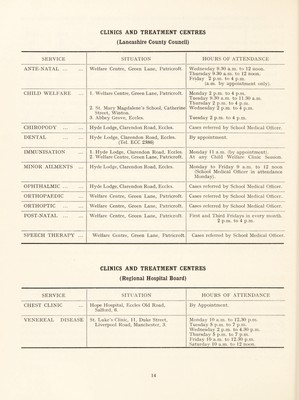 CLINICS AND TREATMENT CENTRES
(Lancashire County Council)
SERVICE SITUATION HOURS OF ATTENDANCE
ANTE-NATAL ... ... Welfare Centre, Green Lane, Patricroft. Wednesday 9.30 a.m. to 12 noon
Thursday 9.30 a.m. to 12 noon.
Friday 2 p.m. to 4 p.m.
(a.m. by appointment only).
CHILD WELFARE ... 1. Welfare Centre, Green Lane, Patricroft. Monday 2 p.m. to 4 p.m.
Tuesday 9.30 a.m. to 11.30 a.m.
Thursday 2 p.m. to 4 p.m.
2 St. Mary Magdalene's School, Catherine Street, Winton. Wednesday 2 p.m. to 4 p.m.
3. Abbey Grove, Eccles. Tuesday 2 p.m. to 4 p.m.
CHIROPODY ... ... Hyde Lodge, Clarendon Road, Eccles. Cases referred by School Medical Officer.
DENTAL ... ... Hyde Lodge, Clarendon Road, Eccles. By appointment.
(Tel. ECC 2388)
IMMUNISATION ... 1. Hyde Lodge, Clarendon Road, Eccles. Monday 11 a.m. (by appointment).
2. Welfare Centre, Green Lane, Patricroft. At any Child Welfare Clinic Session.
MINOR AILMENTS ... Hyde Lodge, Clarendon Road, Eccles. Monday to Friday 9 a.m. to 12 noon
(School Medical Officer in attendance
Monday).
OPHTHALMIC ... ... Hyde Lodge, Clarendon Road, Eccles Cases referred by School Medical Officer.
ORTHOPAEDIC ... Welfare Centre, Green Lane, Patricroft. Cases referred by School Medical Officer.
ORTHOPTIC ... ... Welfare Centre, Green Lane, Patricroft. Cases referred by School Medical Officer.
POST-NATAL ... ... Welfare Centre, Green Lane, Patricroft. First and Third Fridays in every month.
2 p.m. to 4 p.m.
SPEECH THERAPY ... Welfare Centre, Green Lane, Patricroft. Cases referred by School Medical Officer.
CLINICS AND TREATMENT CENTRES
(Regional Hospital Board)
SERVICE SITUATION HOURS OF ATTENDANCE
CHEST CLINIC ... Hope Hospital, Eccles Old Road, By Appointment.
Salford, 6.
VENEREAL DISEASE St. Luke's Clinic, 11, Duke Street, Monday 10 a.m. to 12.30 p.m.
Liverpool Road, Manchester, 3 Tuesday 5 p.m. to 7 p.m.
Wednesday 2 p.m. to 4.30 p.m.
Thursday 5 p.m. to 7 p.m.
Friday 10 a.m. to 12.30 p.m.
Saturday 10 a.m. to 12 noon.
14